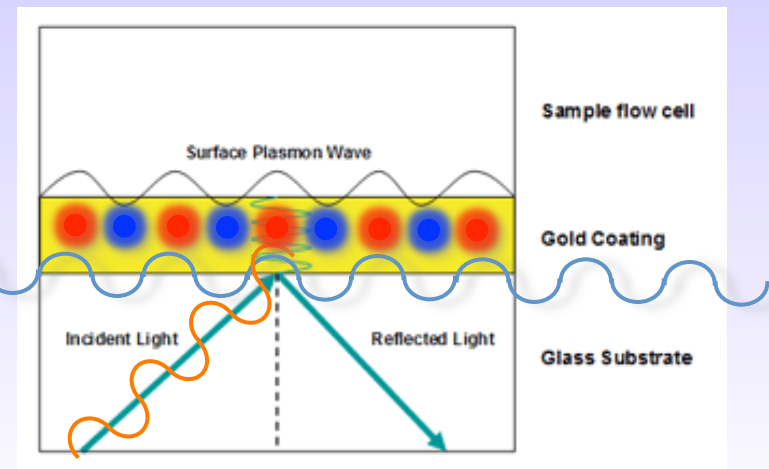 Sample flow cell
Surface Plasmon Wave
Gold Coating
Incident Light
Reflected Light
Glass Substrate